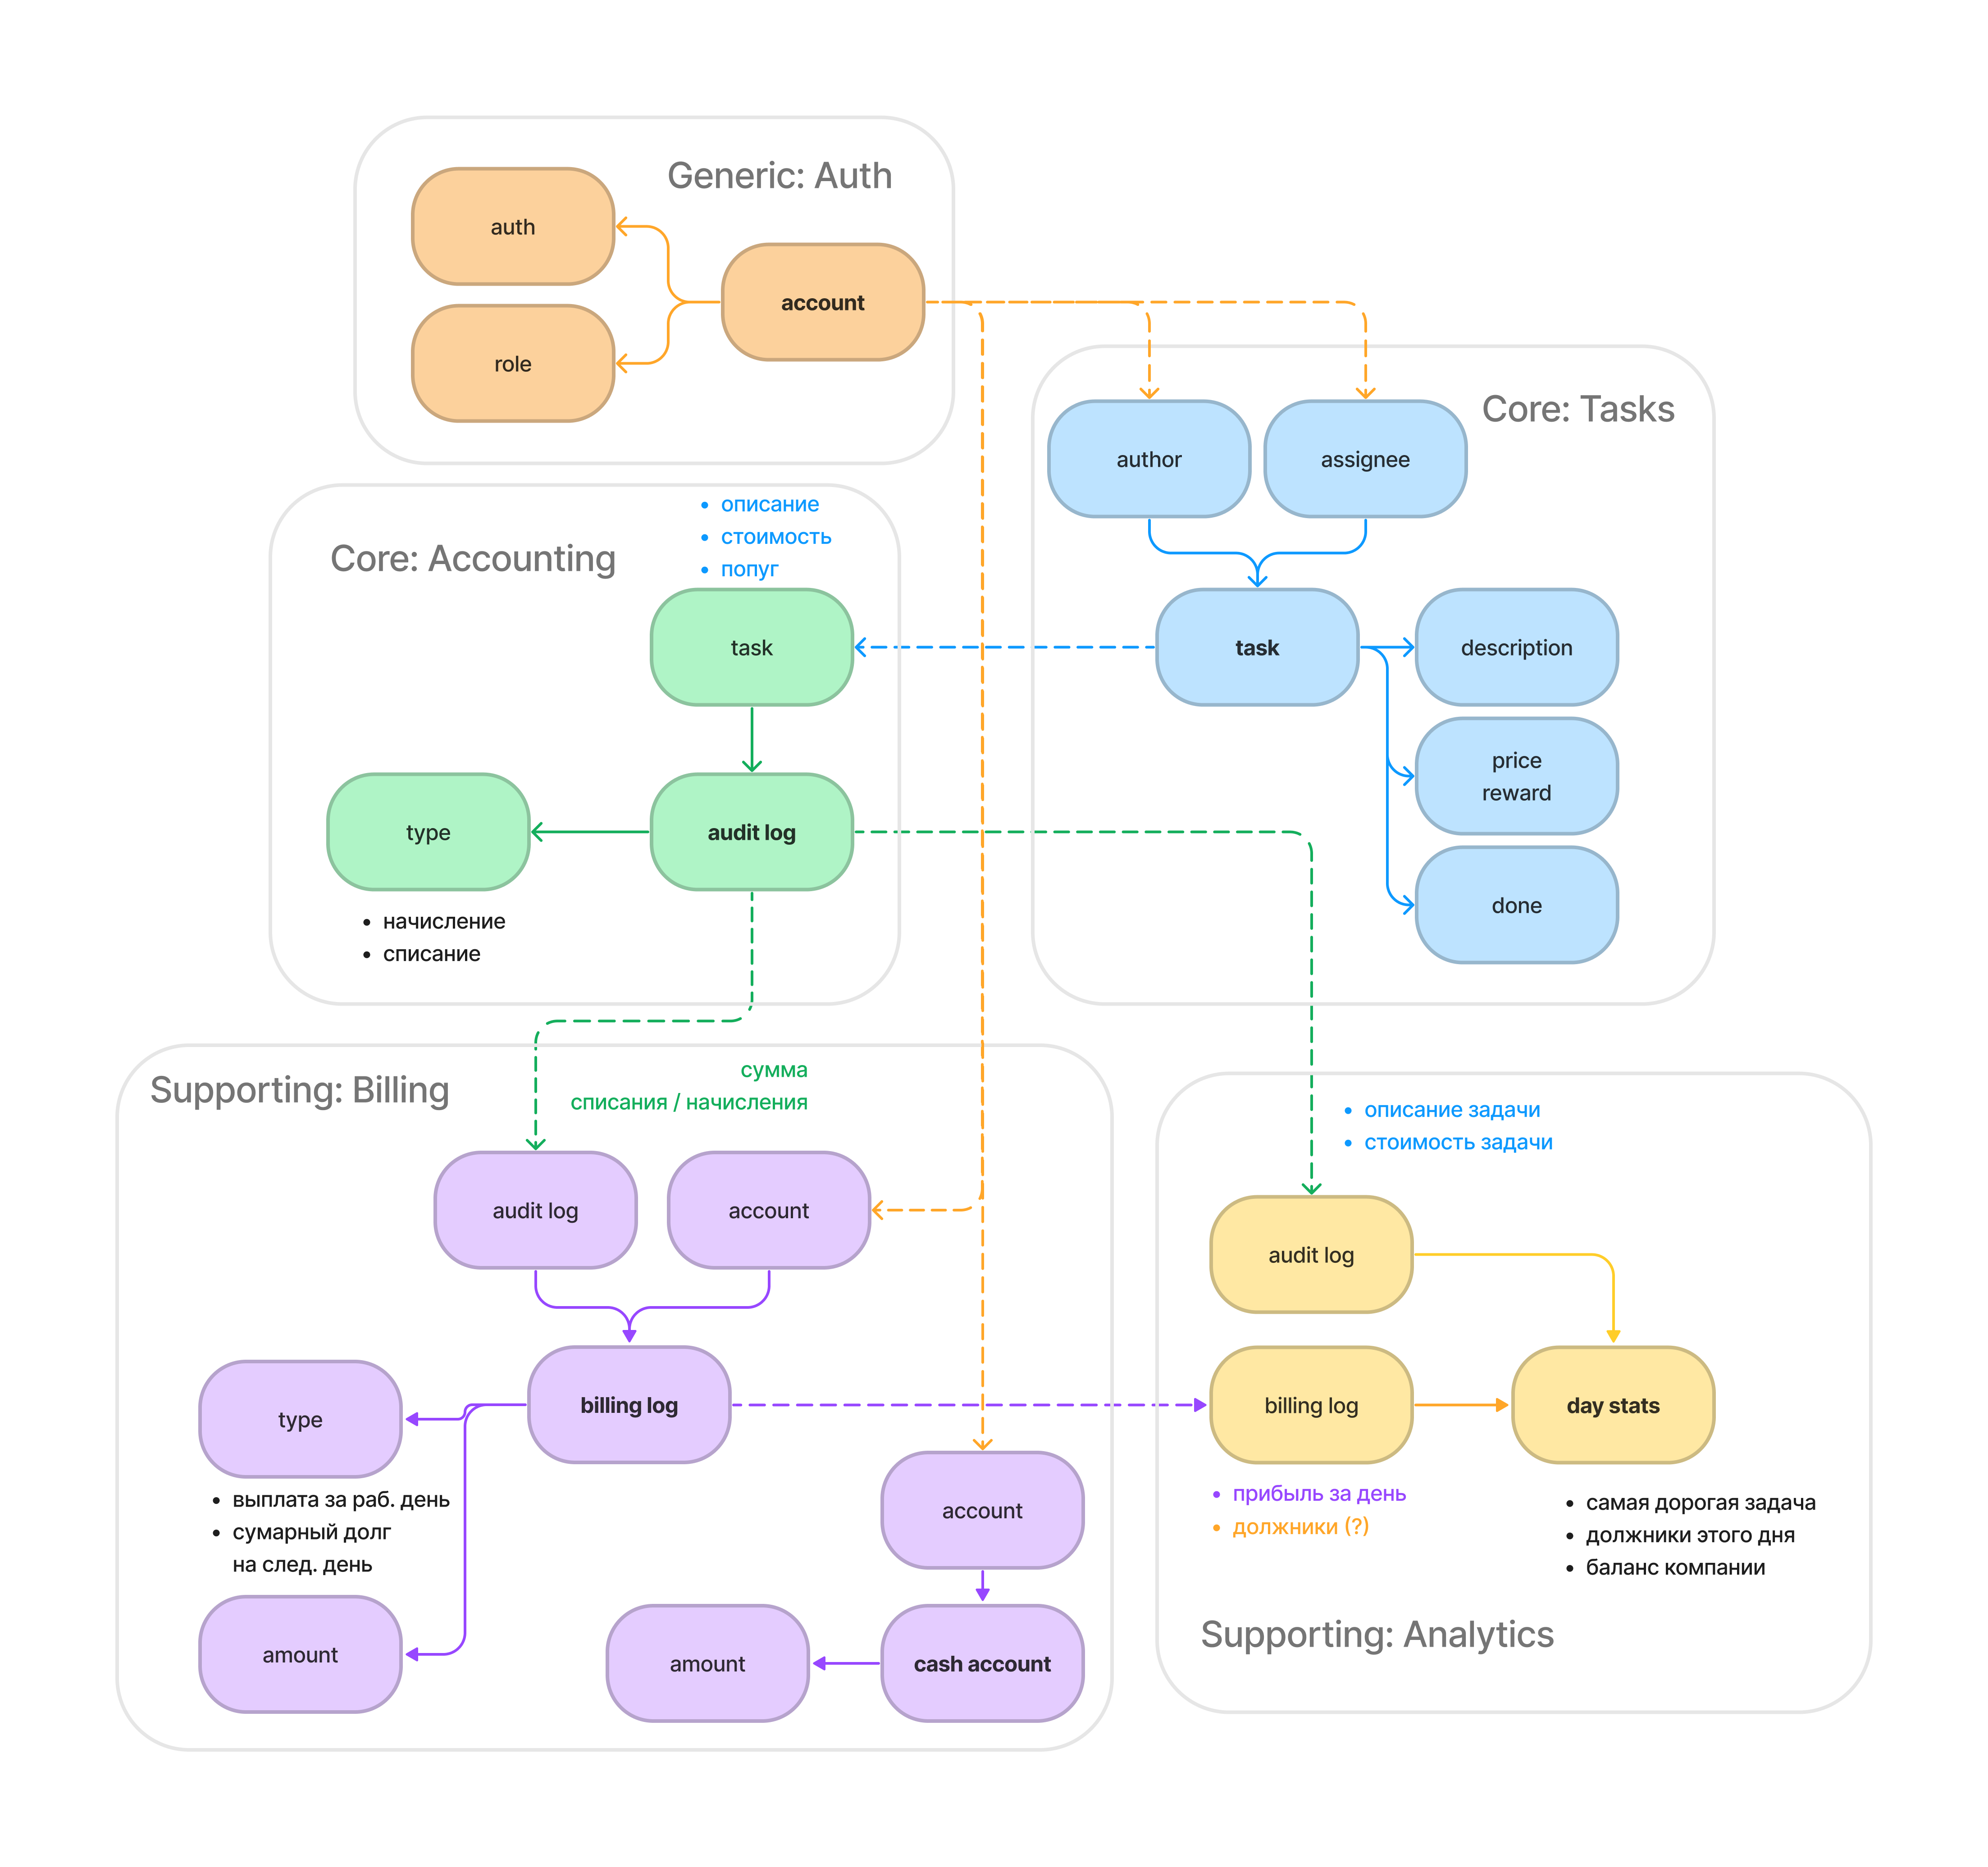 Generic: Auth
auth
account
role
Core: Tasks
author
assignee
task
description
price
reward
done
Core: Accounting
• описание
• стоимость
• попуг
task
type
audit log
• начисление
• списание
Supporting: Billing
сумма
списания / начисления
audit log
account
billing log
type
• выплата за раб. день
• сумарный долг
на след. день
amount
account
amount
cash account
• описание задачи
• стоимость задачи
audit log
billing log
day stats
• прибыль за день
• должники (?)
• самая дорогая задача
• должники этого дня
• баланс компании
Supporting: Analytics